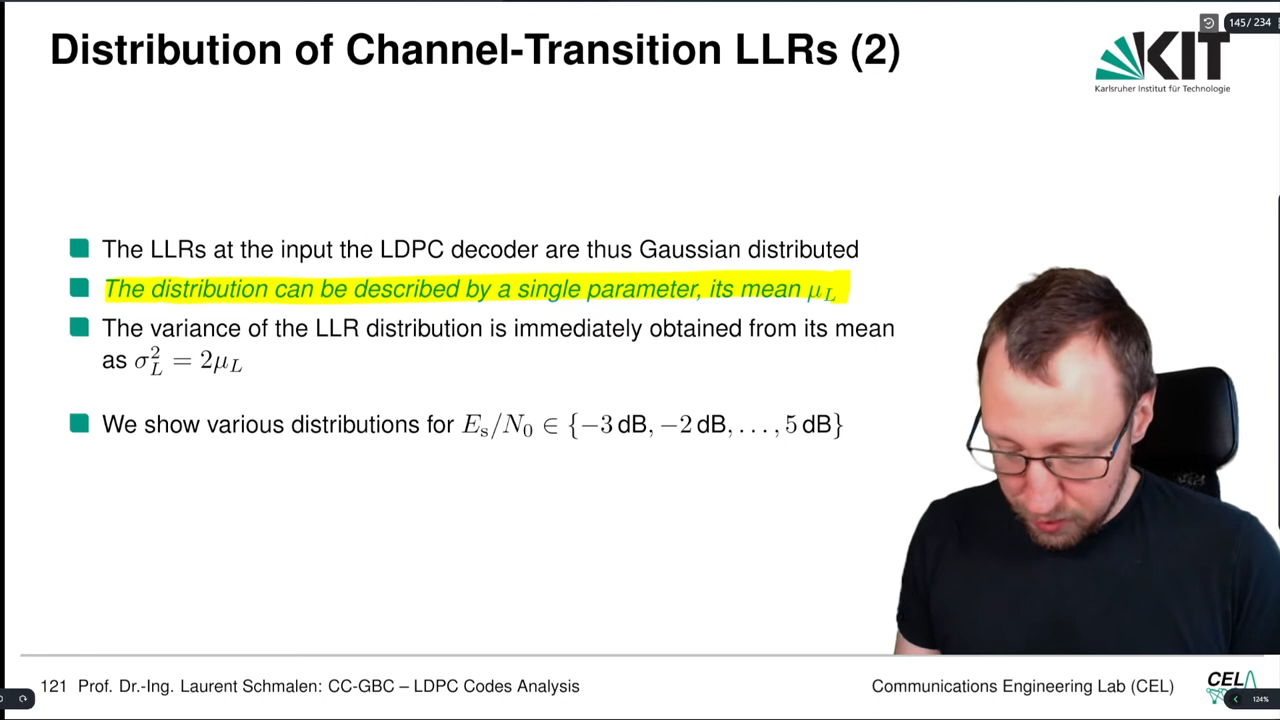 Distribution of Channel-Transition LLRs (2)
145/ 234
KIT
Karlsruher Institut für Technologie
The LLRs at the input the LDPC decoder are thus Gaussian distributed
The distribution can be described by a single parameter, its mean μ_L
The variance of the LLR distribution is immediately obtained from its mean
as σ²_L = 2μ_L
We show various distributions for E_s/N_0 ∈ {−3 dB, −2 dB, . . . , 5 dB}
121 Prof. Dr.-Ing. Laurent Schmalen: CC-GBC – LDPC Codes Analysis
Communications Engineering Lab (CEL)
CEL
124%